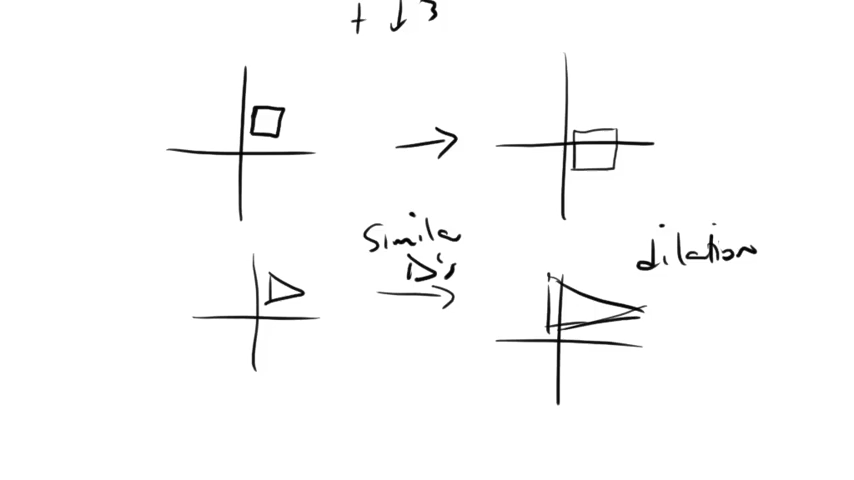 + ↓ 3
Similar
Δ's
dilation